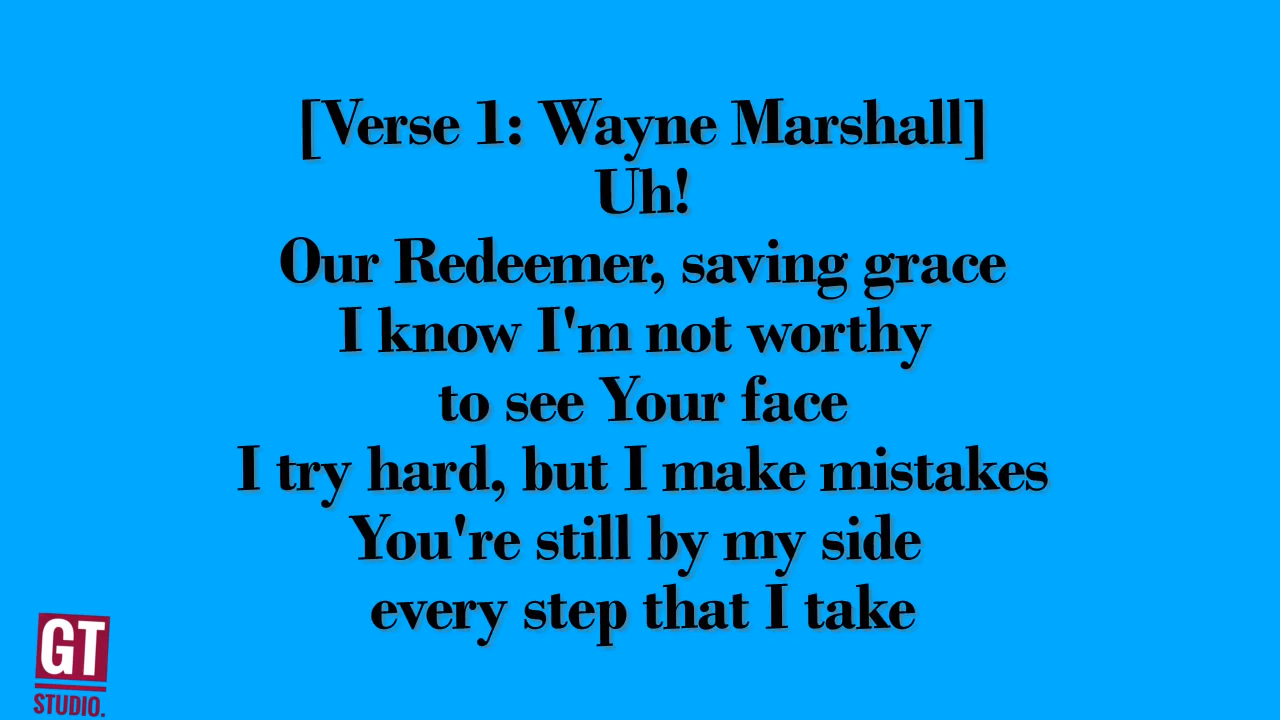 [Verse 1: Wayne Marshall]
Uh!
Our Redeemer, saving grace
I know I'm not worthy
to see Your face
I try hard, but I make mistakes
You're still by my side
every step that I take
GT
STUDIO.